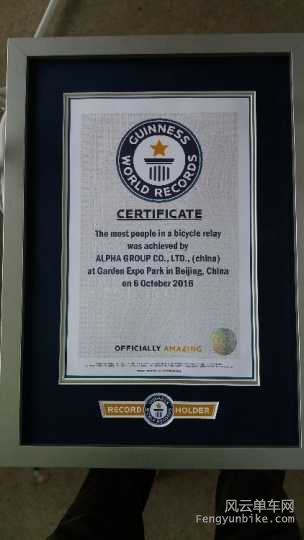 GUINNESS
WORLD RECORDS
CERTIFICATE
The most people in a bicycle relay
was achieved by
ALPHA GROUP CO., LTD., (china)
at Garden Expo Park in Beijing, China
on 6 October 2016
OFFICIALLY AMAZING
RECORD HOLDER
风云单车网
Fengyunbike.com